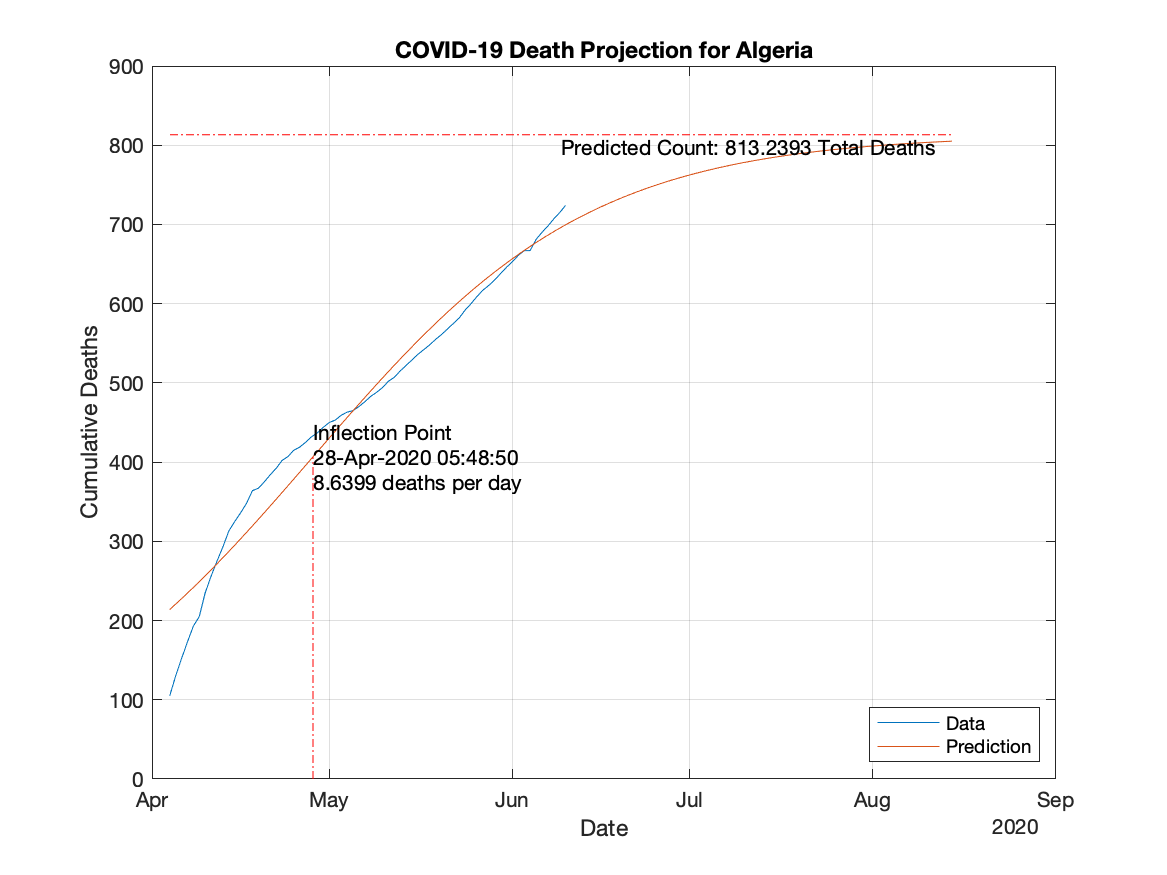 COVID-19 Death Projection for Algeria
900
800
700
600
500
400
300
200
100
0
Cumulative Deaths
Predicted Count: 813.2393 Total Deaths
Inflection Point
28-Apr-2020 05:48:50
8.6399 deaths per day
Data
Prediction
Apr May Jun Jul Aug Sep
Date
2020